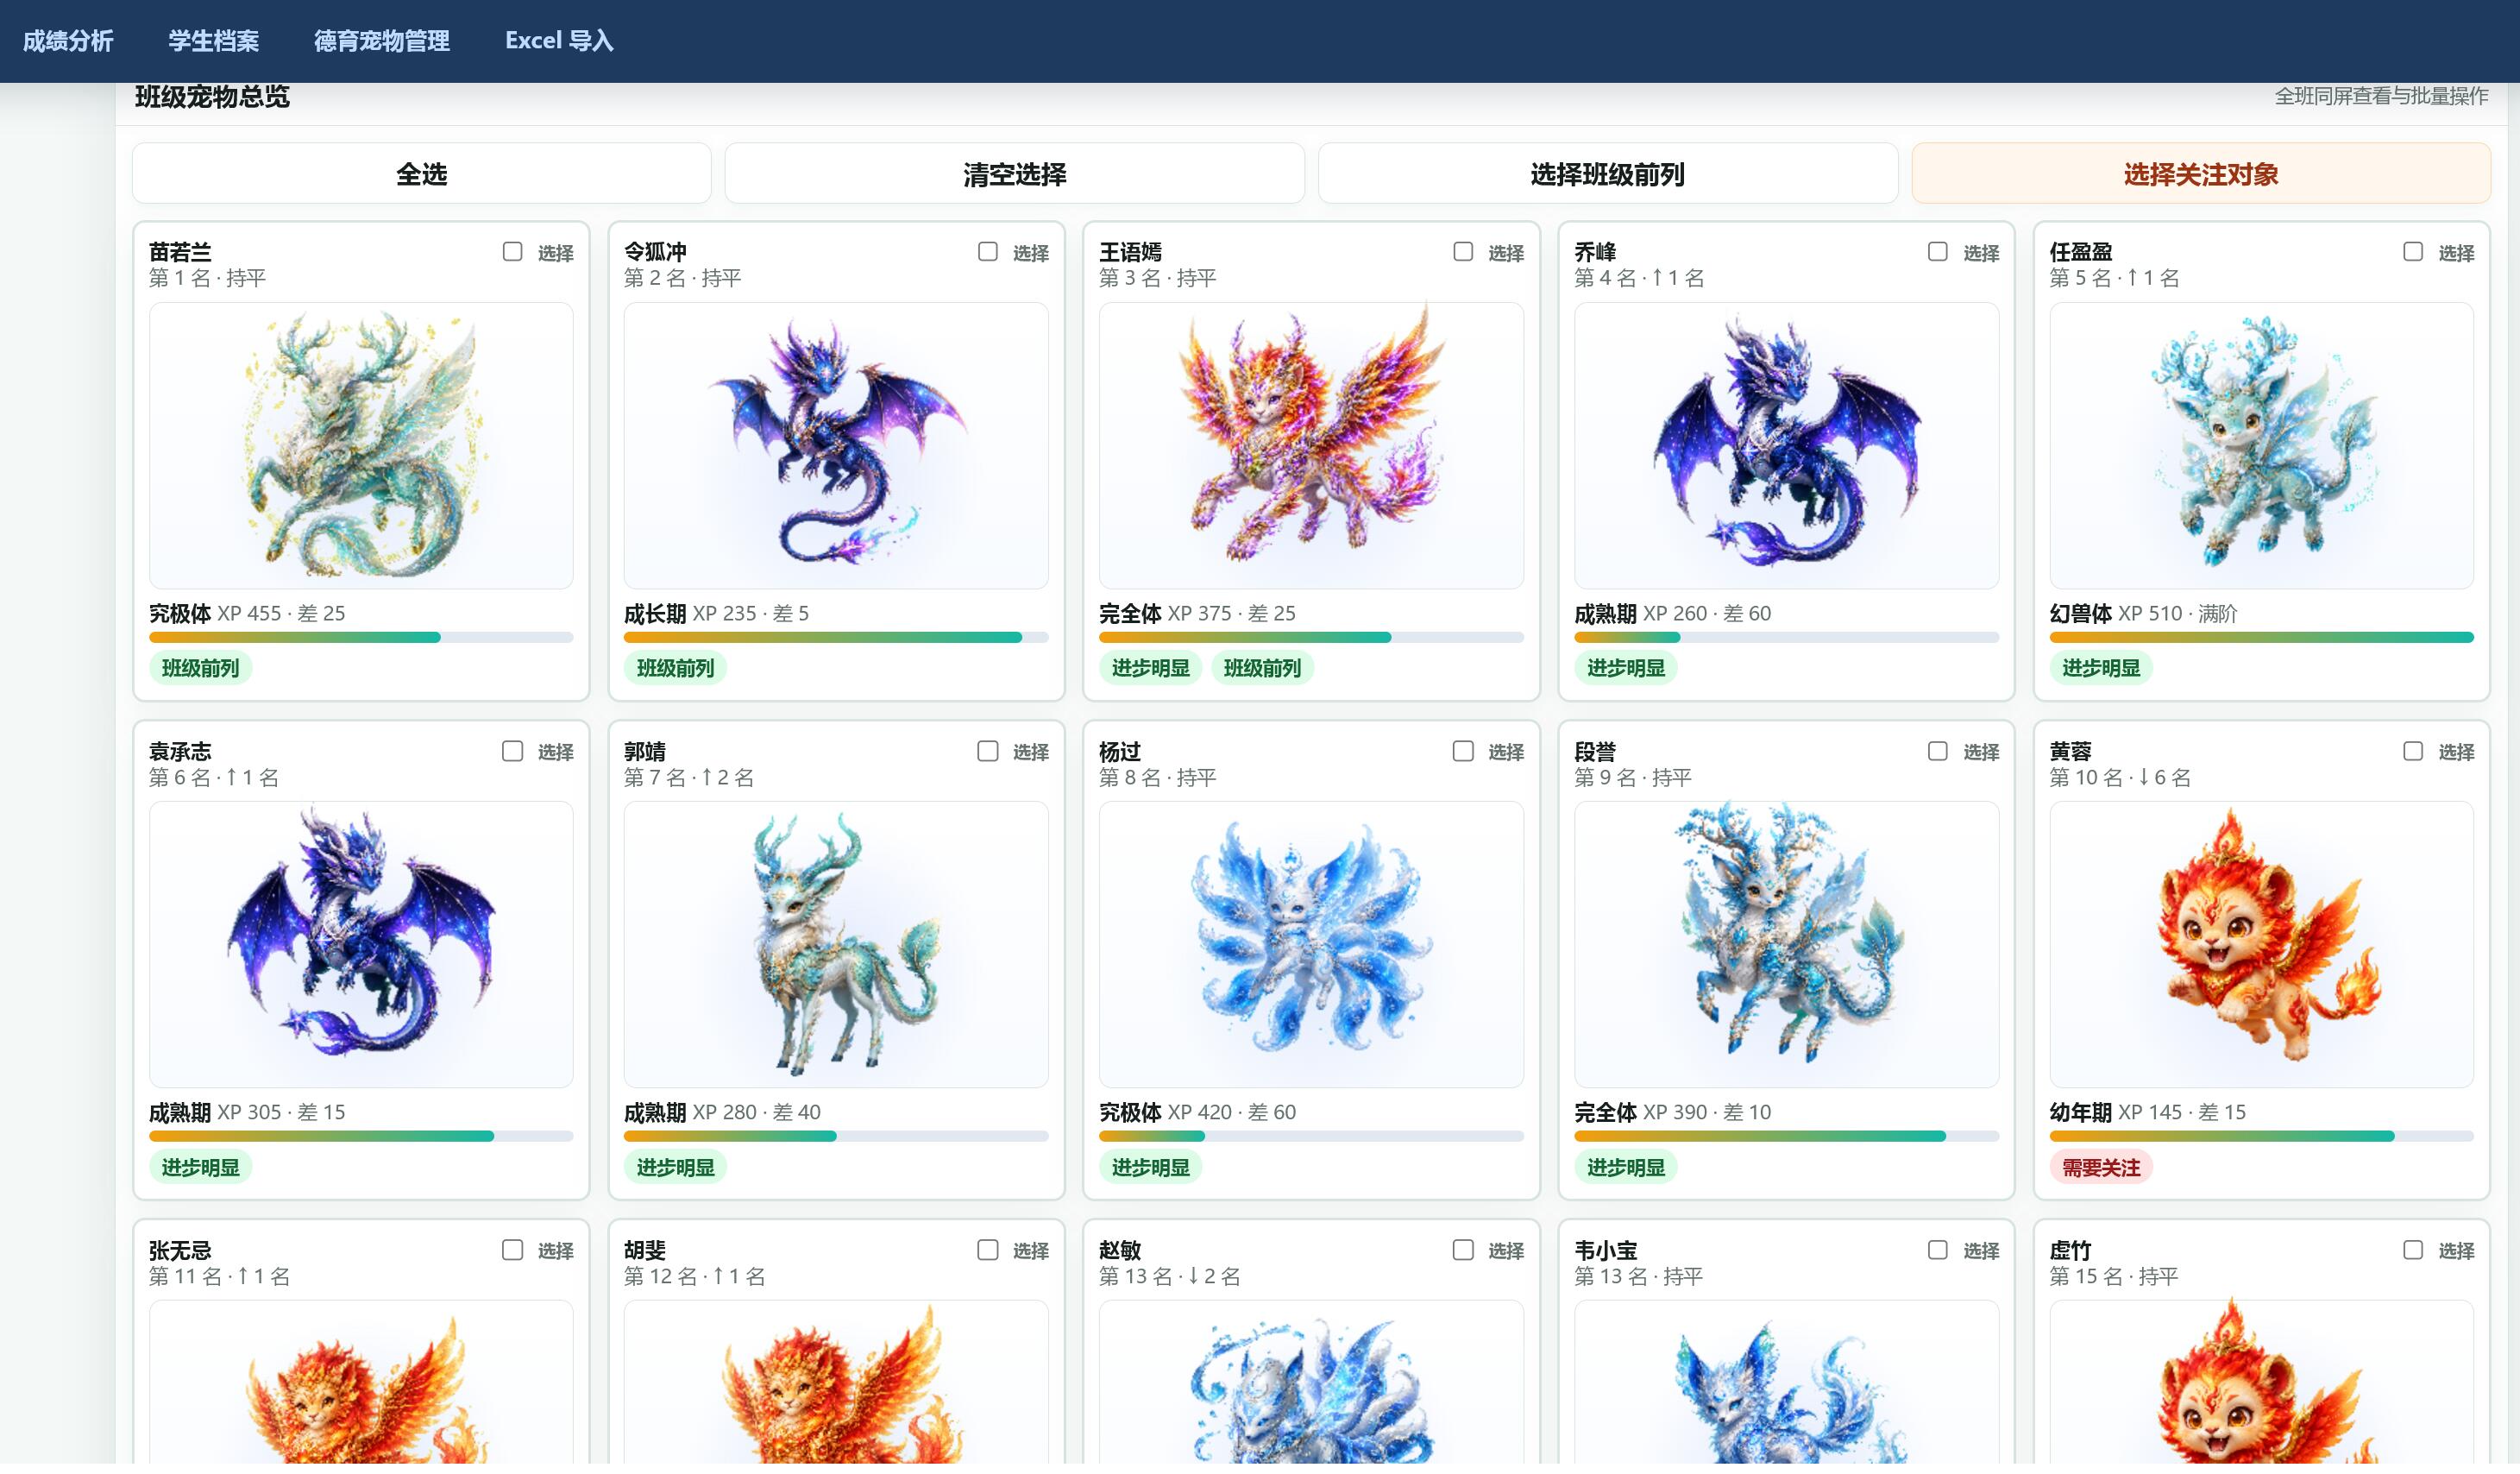 成绩分析 学生档案 德育宠物管理 Excel 导入
班级宠物总览 全班同屏查看与批量操作
全选 清空选择 选择班级前列 选择关注对象
苗若兰 选择
第 1 名 · 持平
究极体 XP 455 · 差 25
班级前列
令狐冲 选择
第 2 名 · 持平
成长期 XP 235 · 差 5
班级前列
王语嫣 选择
第 3 名 · 持平
完全体 XP 375 · 差 25
进步明显 班级前列
乔峰 选择
第 4 名 · ↑ 1 名
成熟期 XP 260 · 差 60
进步明显
任盈盈 选择
第 5 名 · ↑ 1 名
幻兽体 XP 510 · 满阶
进步明显
袁承志 选择
第 6 名 · ↑ 1 名
成熟期 XP 305 · 差 15
进步明显
郭靖 选择
第 7 名 · ↑ 2 名
成熟期 XP 280 · 差 40
进步明显
杨过 选择
第 8 名 · 持平
究极体 XP 420 · 差 60
进步明显
段誉 选择
第 9 名 · 持平
完全体 XP 390 · 差 10
进步明显
黄蓉 选择
第 10 名 · ↓ 6 名
幼年期 XP 145 · 差 15
需要关注
张无忌 选择
第 11 名 · ↑ 1 名
胡斐 选择
第 12 名 · ↑ 1 名
赵敏 选择
第 13 名 · ↓ 2 名
韦小宝 选择
第 13 名 · 持平
虚竹 选择
第 15 名 · 持平